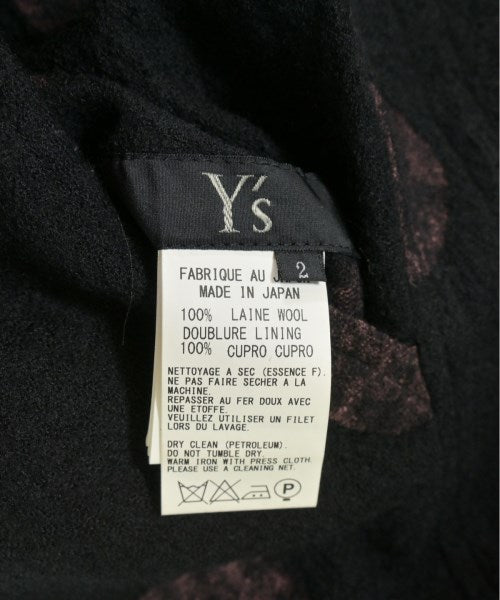 Y's
2
FABRIQUE AU
MADE IN JAPAN
100% LAINE WOOL
DOUBLURE LINING
100% CUPRO CUPRO
NETTOYAGE A SEC (ESSENCE F).
NE PAS FAIRE SECHER A LA
MACHINE.
REPASSER AU FER DOUX AVEC
UNE ETOFFE.
VEUILLEZ UTILISER UN FILET
LORS DU LAVAGE.
DRY CLEAN (PETROLEUM).
DO NOT TUMBLE DRY.
WARM IRON WITH PRESS CLOTH.
PLEASE USE A CLEANING NET.
P